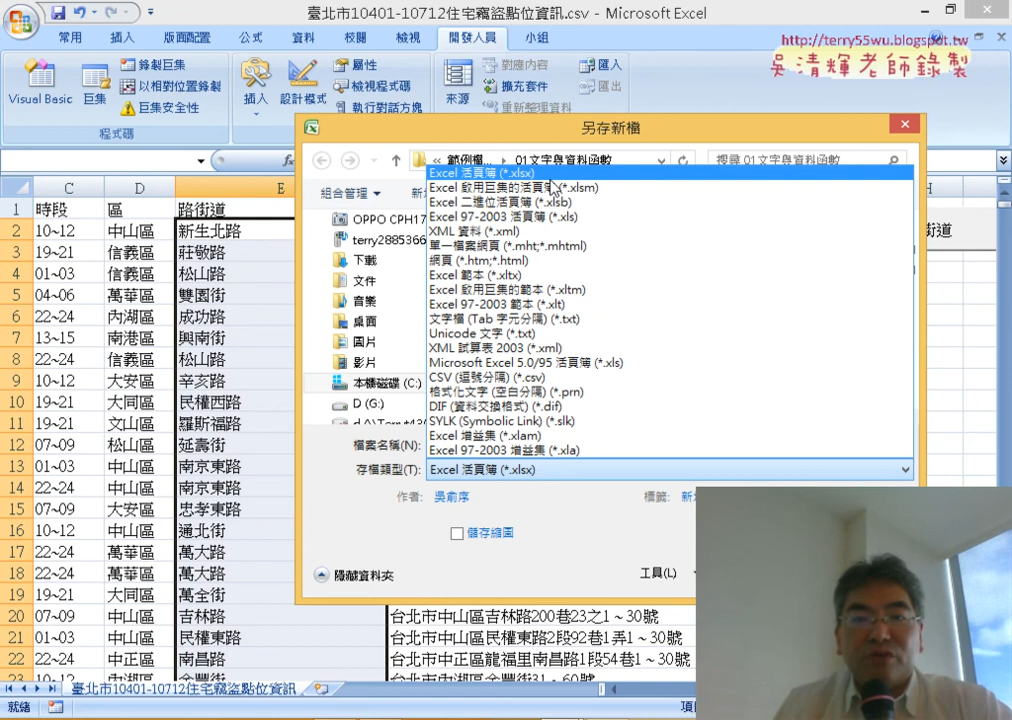 臺北市10401-10712住宅竊盜點位資訊.csv - Microsoft Excel
常用 插入 版面配置 公式 資料 校閱 檢視 開發人員 小組
http://terry55wu.blogspot.tw
吳清輝老師錄製
Visual Basic 巨集 錄製巨集 以相對位置錄製 巨集安全性
程式碼
插入 設計模式 屬性 檢視程式碼 執行對話方塊
來源 對應內容 擴充套件 重新整理資料 匯入 匯出
另存新檔
« 範例檔... 01文字與資料函數
搜尋 01文字與資料函數
組合管理
OPPO CPH17
terry2885366
下載
文件
音樂
桌面
圖片
影片
本機磁碟 (C:)
D (G:)
Excel 活頁簿 (*.xlsx)
Excel 啟用巨集的活頁簿 (*.xlsm)
Excel 二進位活頁簿 (*.xlsb)
Excel 97-2003 活頁簿 (*.xls)
XML 資料 (*.xml)
單一檔案網頁 (*.mht;*.mhtml)
網頁 (*.htm;*.html)
Excel 範本 (*.xltx)
Excel 啟用巨集的範本 (*.xltm)
Excel 97-2003 範本 (*.xlt)
文字檔 (Tab 字元分隔) (*.txt)
Unicode 文字 (*.txt)
XML 試算表 2003 (*.xml)
Microsoft Excel 5.0/95 活頁簿 (*.xls)
CSV (逗號分隔) (*.csv)
格式化文字 (空白分隔) (*.prn)
DIF (資料交換格式) (*.dif)
SYLK (Symbolic Link) (*.slk)
Excel 增益集 (*.xlam)
Excel 97-2003 增益集 (*.xla)
檔案名稱(N):
存檔類型(T): Excel 活頁簿 (*.xlsx)
作者: 標籤:
儲存縮圖
隱藏資料夾
工具(L)
C D E H
1 時段 區 路街道
2 10~12 中山區 新生北路
3 19~21 信義區 莊敬路
4 01~03 信義區 松山路
5 04~06 萬華區 雙園街
6 22~24 內湖區 成功路
7 13~15 南港區 興南街
8 22~24 信義區 松山路
9 10~12 大安區 辛亥路
10 19~21 大同區 民權西路
11 19~21 文山區 羅斯福路
12 07~09 松山區 延壽街
13 01~03 中山區 南京東路
14 22~24 中山區 南京東路
15 07~09 大安區 忠孝東路
16 10~12 中山區 通北街
17 22~24 萬華區 萬大路
18 22~24 萬華區 萬大路
19 19~21 大同區 萬全街
20 07~09 中山區 吉林路 台北市中山區吉林路200巷23之1~30號
21 01~03 中山區 民權東路 台北市中山區民權東路2段92巷1弄1~30號
22 22~24 中正區 南昌路 台北市中正區龍福里南昌路1段54巷1~30號
臺北市10401-10712住宅竊盜點位資訊
就緒